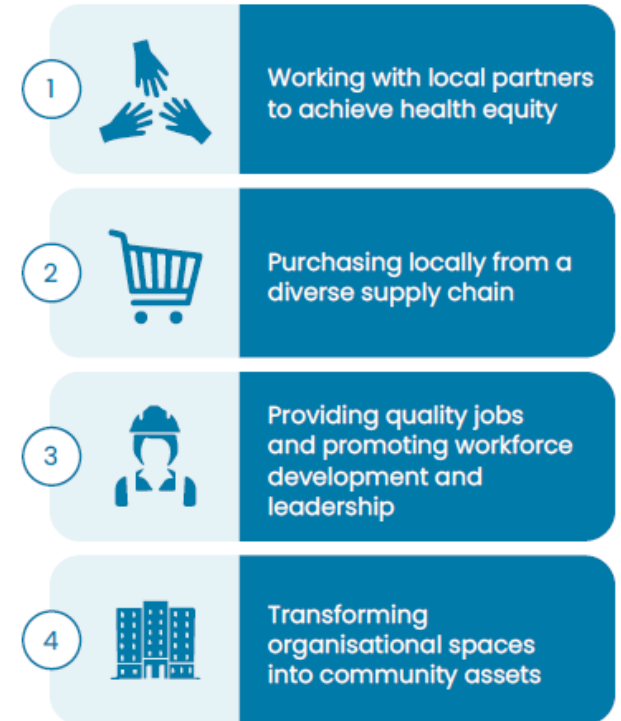 1
Working with local partners
to achieve health equity
2
Purchasing locally from a
diverse supply chain
3
Providing quality jobs
and promoting workforce
development and
leadership
4
Transforming
organisational spaces
into community assets